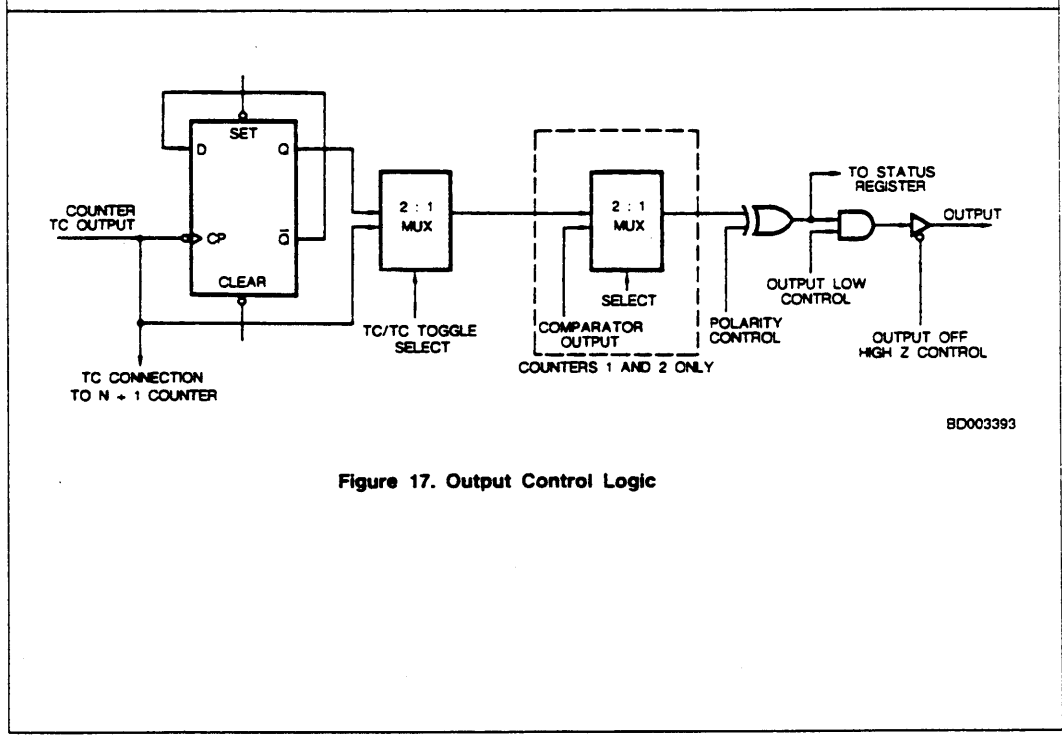 SET
D
Q
COUNTER
TC OUTPUT
CP
Q̅
CLEAR
2 : 1
MUX
TC/TC TOGGLE
SELECT
TC CONNECTION
TO N + 1 COUNTER
2 : 1
MUX
SELECT
COMPARATOR
OUTPUT
COUNTERS 1 AND 2 ONLY
POLARITY
CONTROL
TO STATUS
REGISTER
OUTPUT
OUTPUT LOW
CONTROL
OUTPUT OFF
HIGH Z CONTROL
BD003393
Figure 17. Output Control Logic